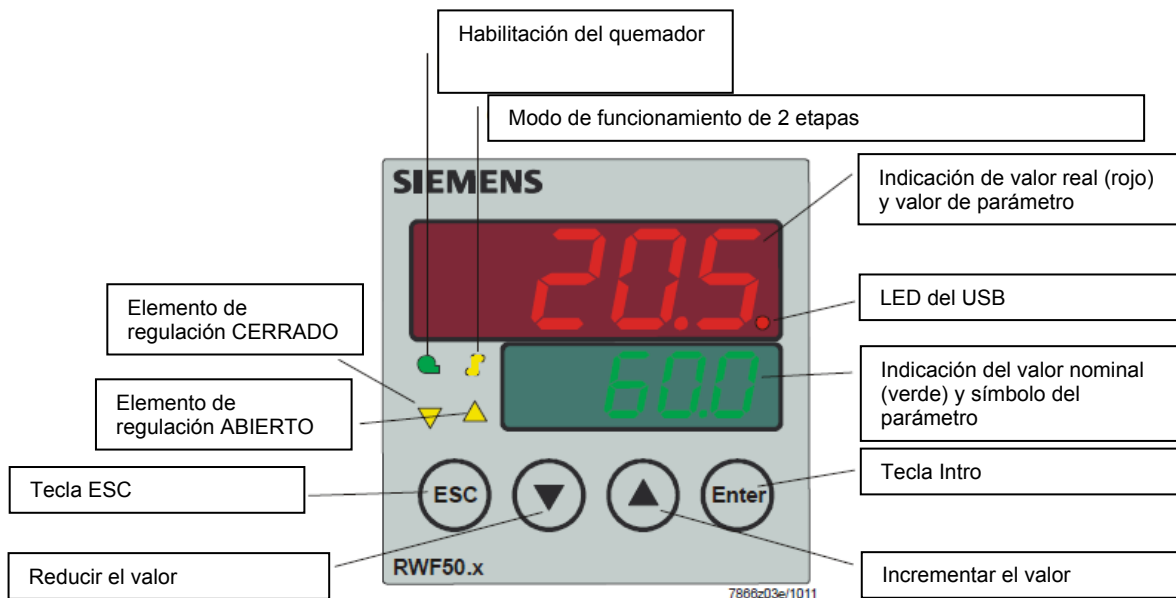 Habilitación del quemador
Modo de funcionamiento de 2 etapas
SIEMENS
Indicación de valor real (rojo)
y valor de parámetro
20.5
Elemento de
regulación CERRADO
LED del USB
60.0
Indicación del valor nominal
(verde) y símbolo del
parámetro
Elemento de
regulación ABIERTO
Tecla ESC
ESC
Enter
Tecla Intro
Reducir el valor
RWF50.x
Incrementar el valor
7866z03e/1011